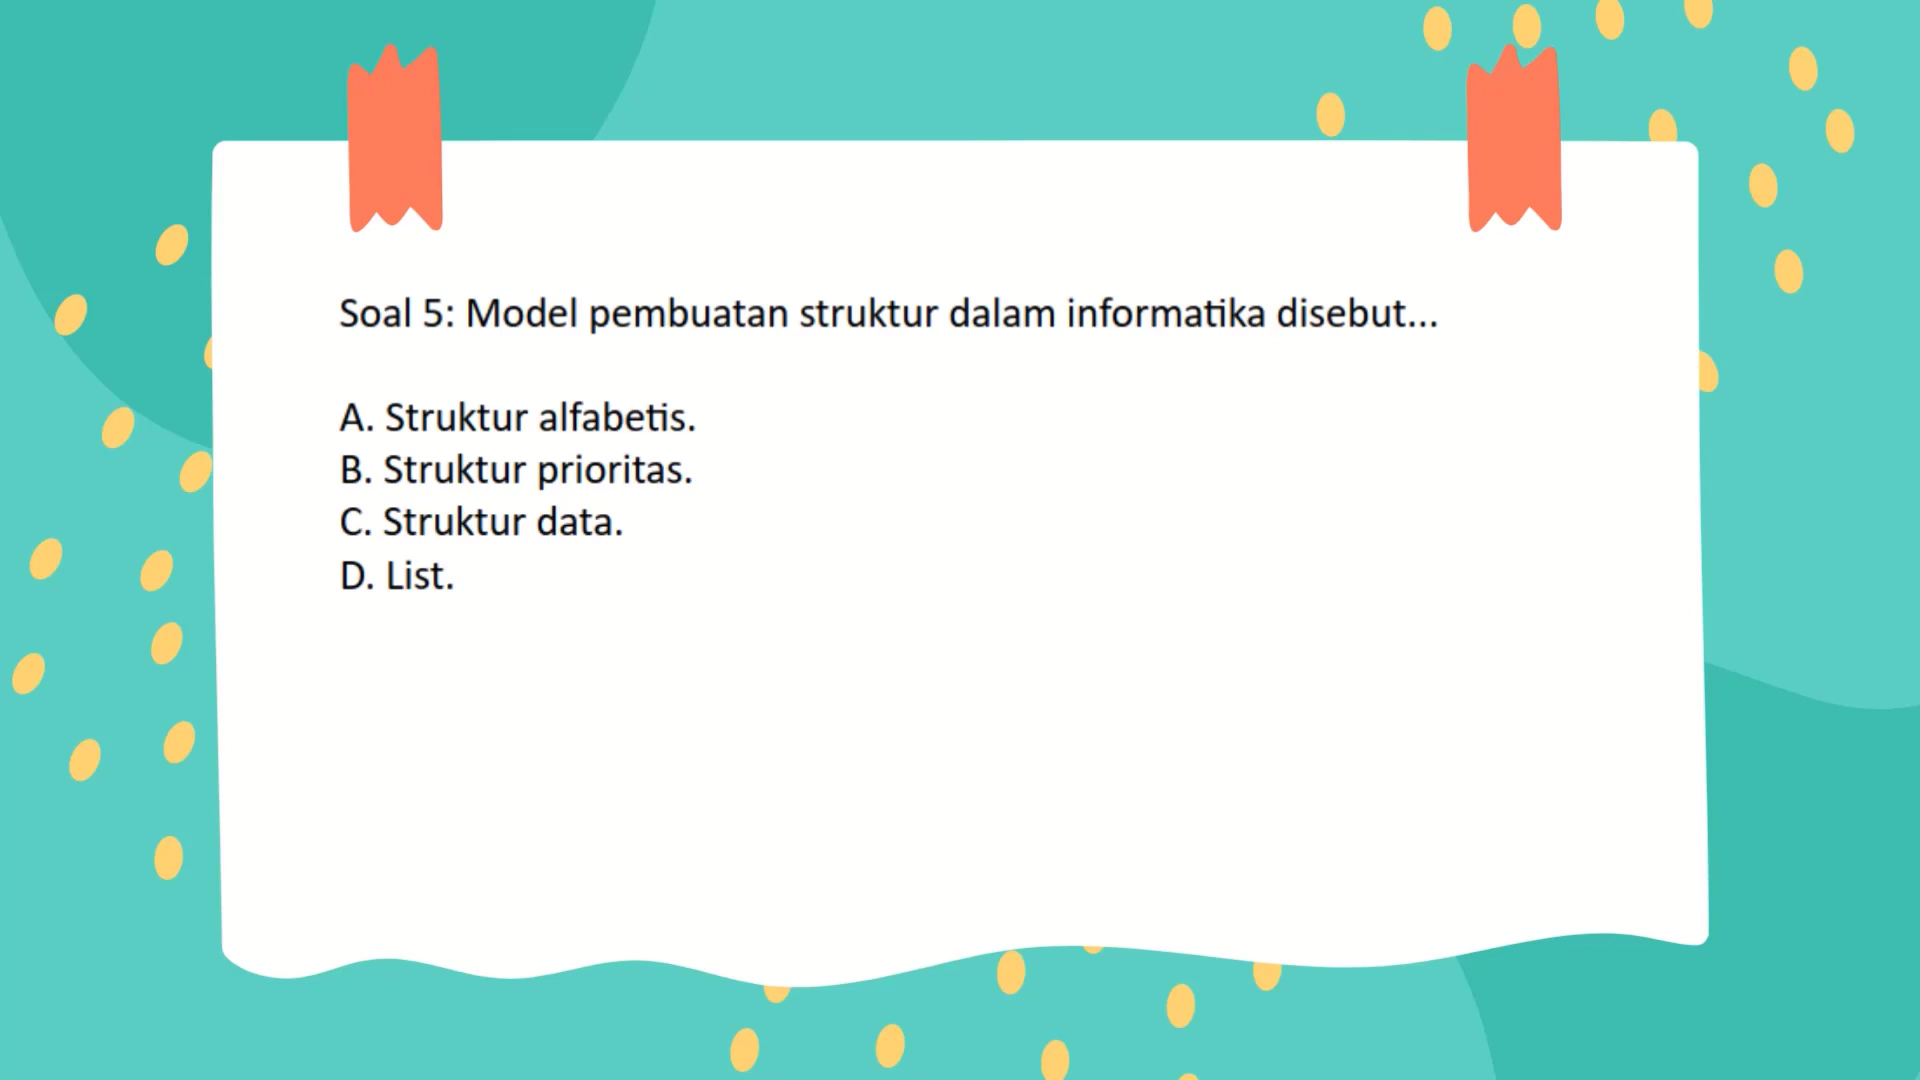 Soal 5: Model pembuatan struktur dalam informatika disebut...
A. Struktur alfabetis.
B. Struktur prioritas.
C. Struktur data.
D. List.